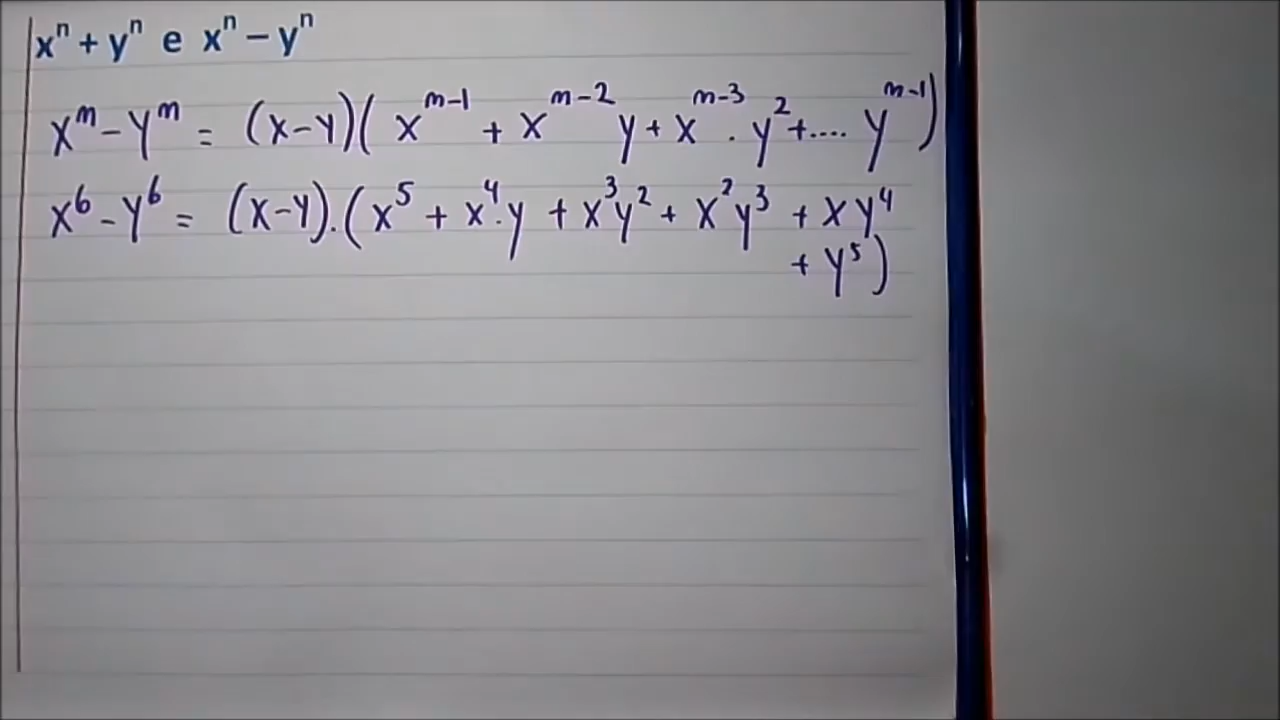 xⁿ + yⁿ e xⁿ − yⁿ
xᵐ − yᵐ = (x−y)(xᵐ⁻¹ + xᵐ⁻² y + xᵐ⁻³ . y² + .... yᵐ⁻¹)
x⁶ − y⁶ = (x−y).(x⁵ + x⁴.y + x³y² + x²y³ + xy⁴
+ y⁵)